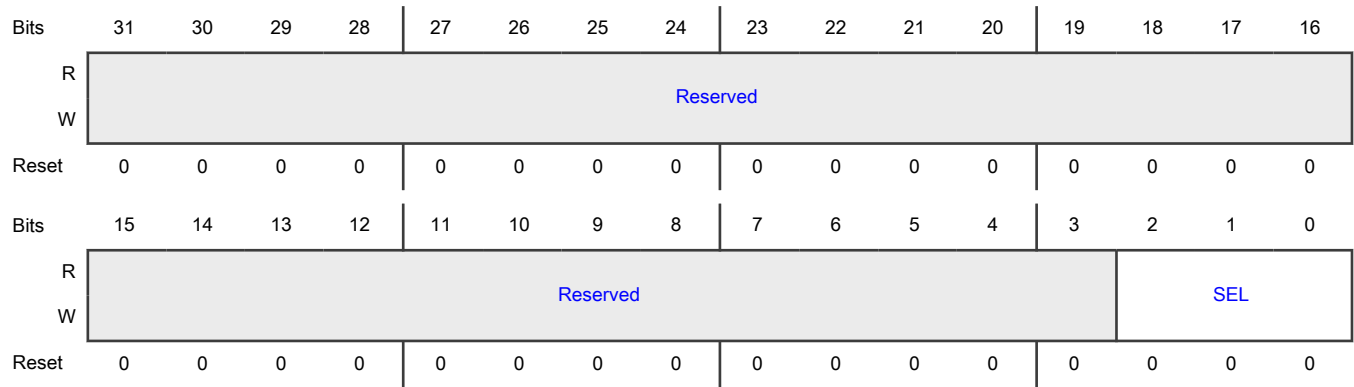 Bits 31 30 29 28 27 26 25 24 23 22 21 20 19 18 17 16
R
Reserved
W
Reset 0 0 0 0 0 0 0 0 0 0 0 0 0 0 0 0
Bits 15 14 13 12 11 10 9 8 7 6 5 4 3 2 1 0
R
Reserved SEL
W
Reset 0 0 0 0 0 0 0 0 0 0 0 0 0 0 0 0